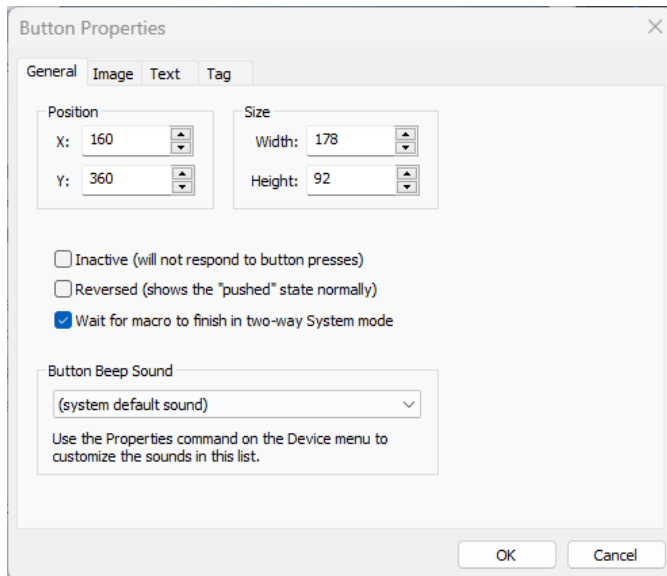 Button Properties
General Image Text Tag
Position
X: 160
Y: 360
Size
Width: 178
Height: 92
Inactive (will not respond to button presses)
Reversed (shows the "pushed" state normally)
Wait for macro to finish in two-way System mode
Button Beep Sound
(system default sound)
Use the Properties command on the Device menu to
customize the sounds in this list.
OK Cancel